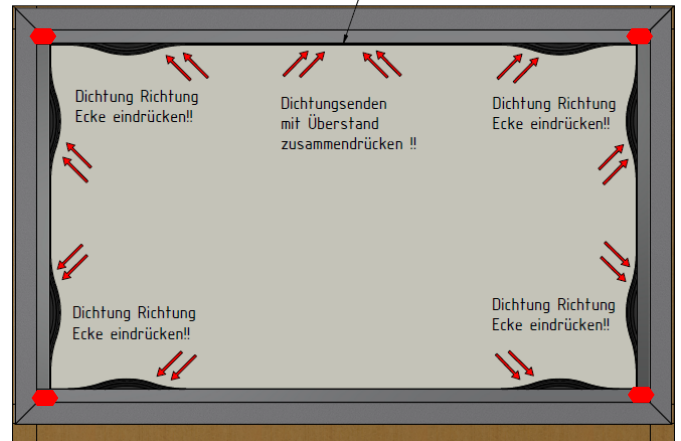 Dichtung Richtung
Ecke eindrücken!!
Dichtungsenden
mit Überstand
zusammendrücken !!
Dichtung Richtung
Ecke eindrücken!!
Dichtung Richtung
Ecke eindrücken!!
Dichtung Richtung
Ecke eindrücken!!